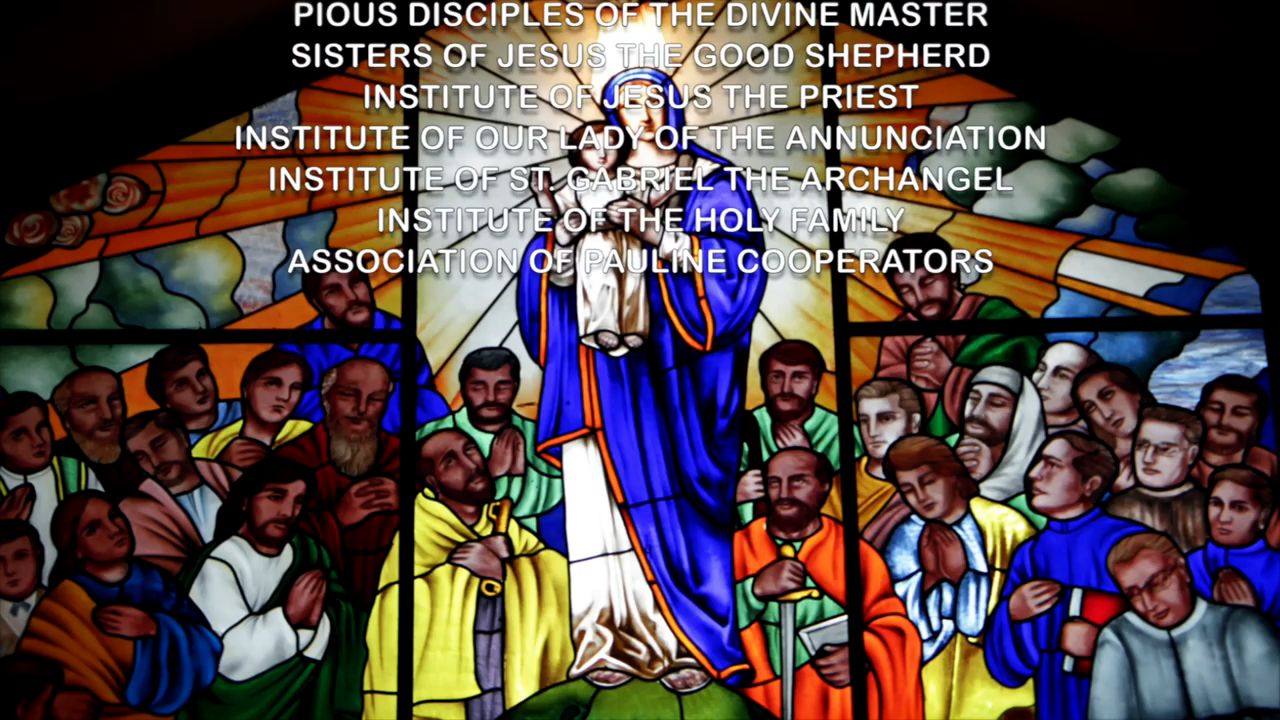 PIOUS DISCIPLES OF THE DIVINE MASTER
SISTERS OF JESUS THE GOOD SHEPHERD
INSTITUTE OF JESUS THE PRIEST
INSTITUTE OF OUR LADY OF THE ANNUNCIATION
INSTITUTE OF ST. GABRIEL THE ARCHANGEL
INSTITUTE OF THE HOLY FAMILY
ASSOCIATION OF PAULINE COOPERATORS